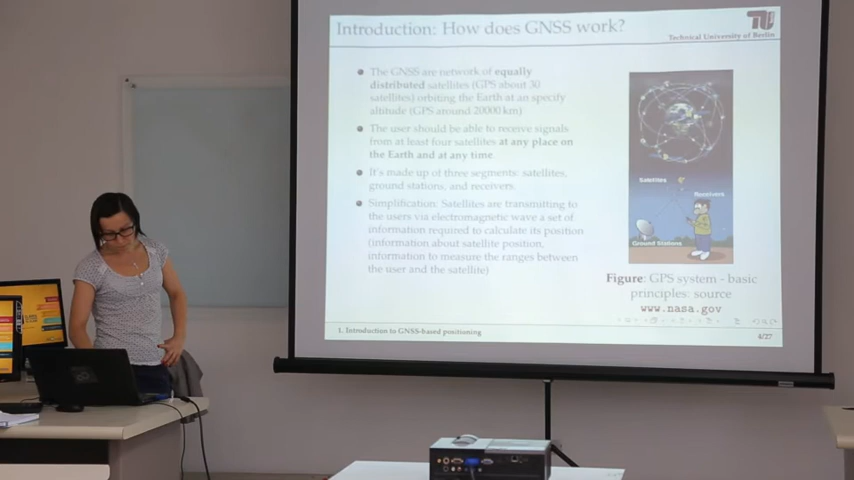 Introduction: How does GNSS work?
Technical University of Berlin
The GNSS are network of equally
distributed satellites (GPS about 30
satellites) orbiting the Earth at an specify
altitude (GPS around 20000 km)
The user should be able to receive signals
from at least four satellites at any place on
the Earth and at any time
It's made up of three segments: satellites,
ground stations, and receivers.
Simplification: Satellites are transmitting to
the users via electromagnetic wave a set of
information required to calculate its position
(information about satellite position,
information to measure the ranges between
the user and the satellite)
Satellites
Receivers
Ground Stations
Figure: GPS system - basic
principles: source
www.nasa.gov
1. Introduction to GNSS-based positioning
4/27